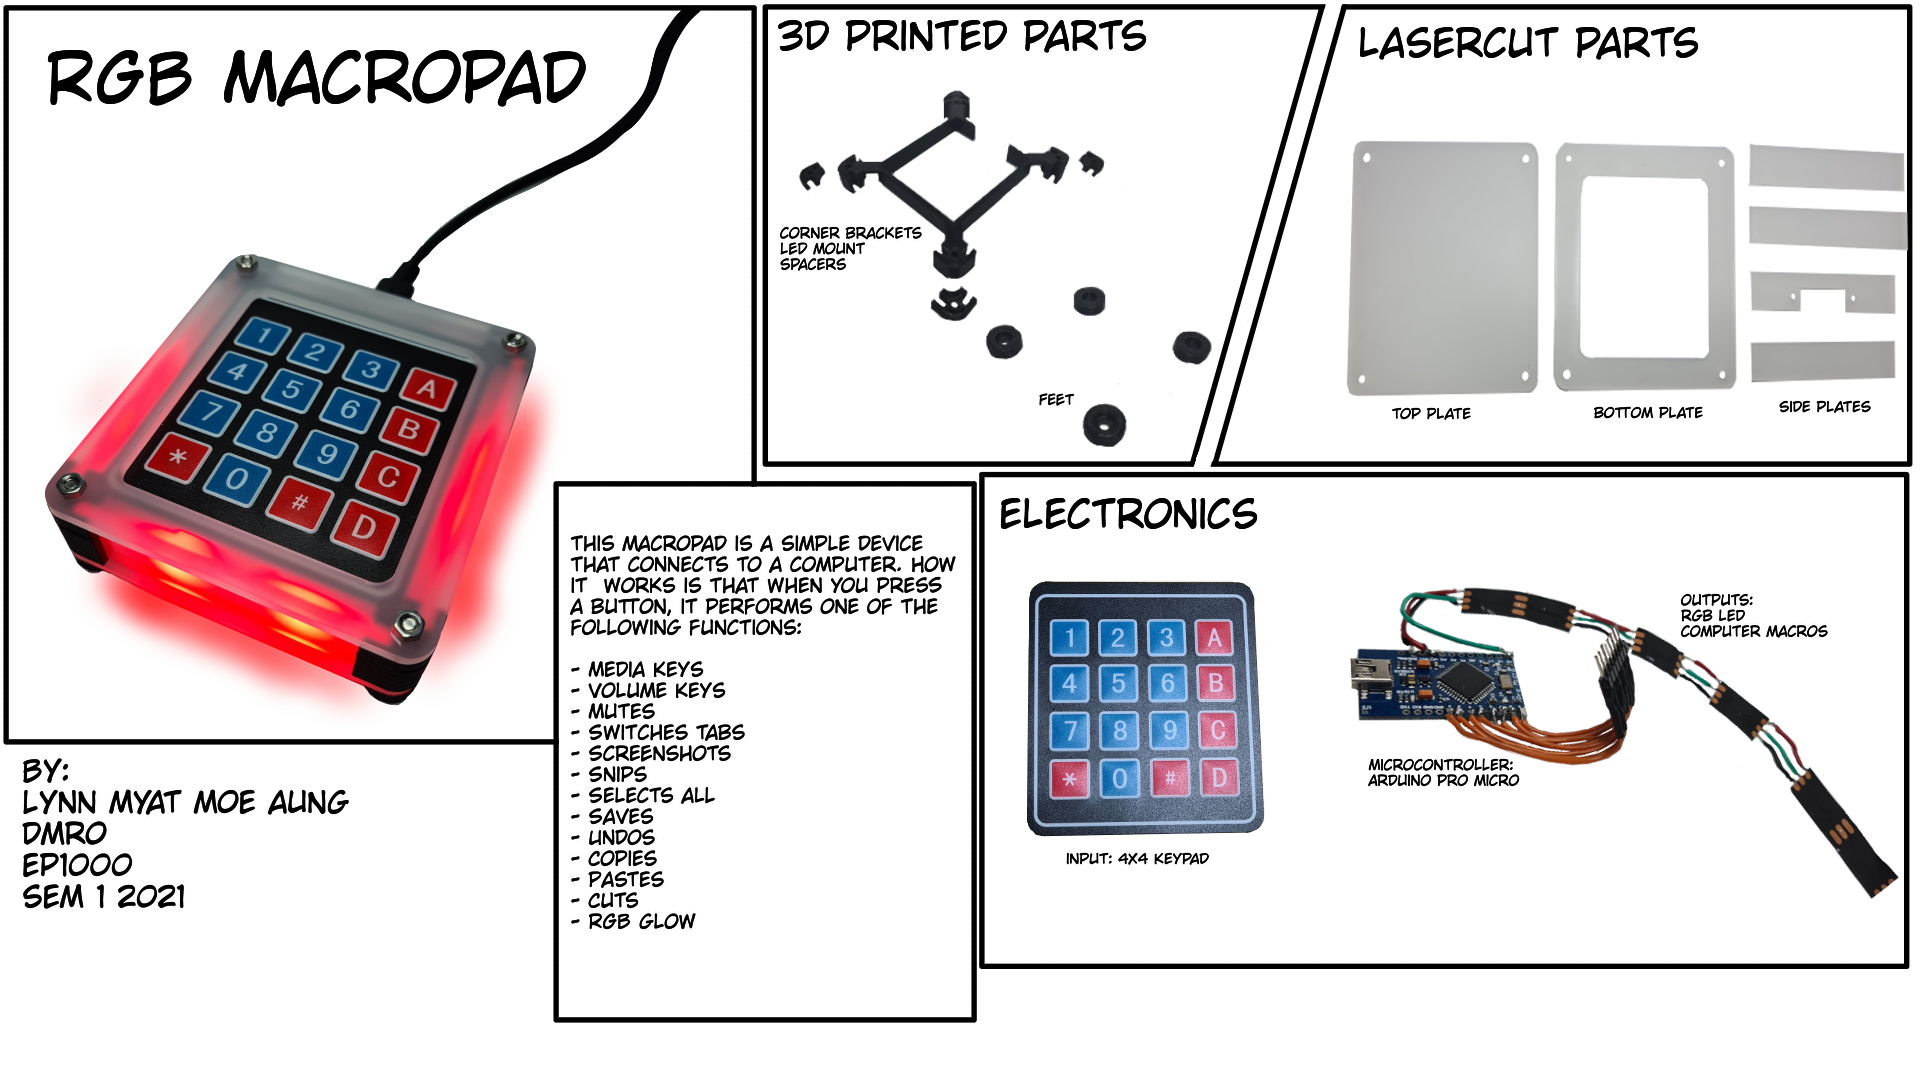 RGB MACROPAD
1 2 3 A
4 5 6 B
7 8 9 C
* 0 # D
BY:
LYNN MYAT MOE AUNG
DMRO
EP1000
SEM 1 2021
THIS MACROPAD IS A SIMPLE DEVICE
THAT CONNECTS TO A COMPUTER. HOW
IT WORKS IS THAT WHEN YOU PRESS
A BUTTON, IT PERFORMS ONE OF THE
FOLLOWING FUNCTIONS:
- MEDIA KEYS
- VOLUME KEYS
- MUTES
- SWITCHES TABS
- SCREENSHOTS
- SNIPS
- SELECTS ALL
- SAVES
- UNDOS
- COPIES
- PASTES
- CUTS
- RGB GLOW
3D PRINTED PARTS
CORNER BRACKETS
LED MOUNT
SPACERS
FEET
LASERCUT PARTS
TOP PLATE
BOTTOM PLATE
SIDE PLATES
ELECTRONICS
1 2 3 A
4 5 6 B
7 8 9 C
* 0 # D
INPUT: 4X4 KEYPAD
MICROCONTROLLER:
ARDUINO PRO MICRO
OUTPUTS:
RGB LED
COMPUTER MACROS